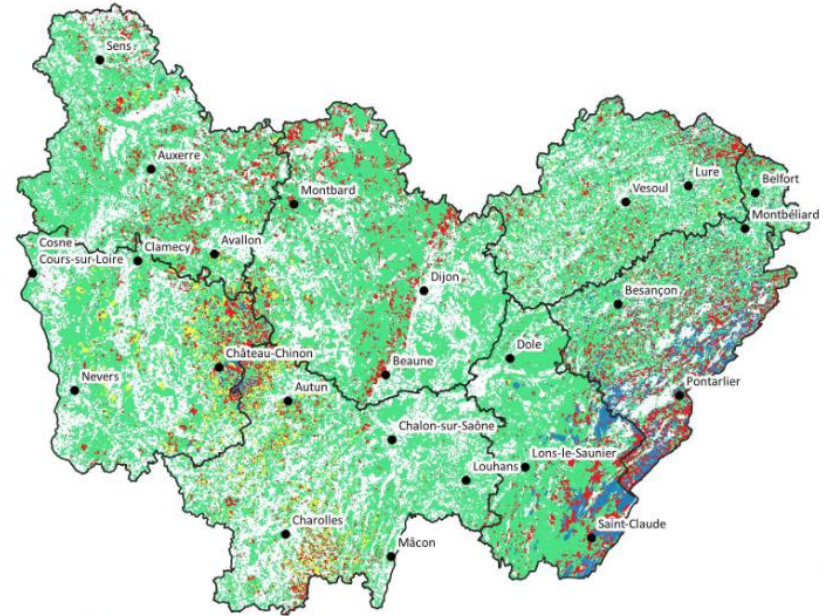 Sens
Auxerre
Montbard
Lure
Vesoul
Belfort
Montbéliard
Cosne
Cours-sur-Loire
Clamecy
Avallon
Dijon
Besançon
Château-Chinon
Beaune
Dole
Nevers
Autun
Pontarlier
Chalon-sur-Saône
Louhans
Lons-le-Saunier
Charolles
Mâcon
Saint-Claude